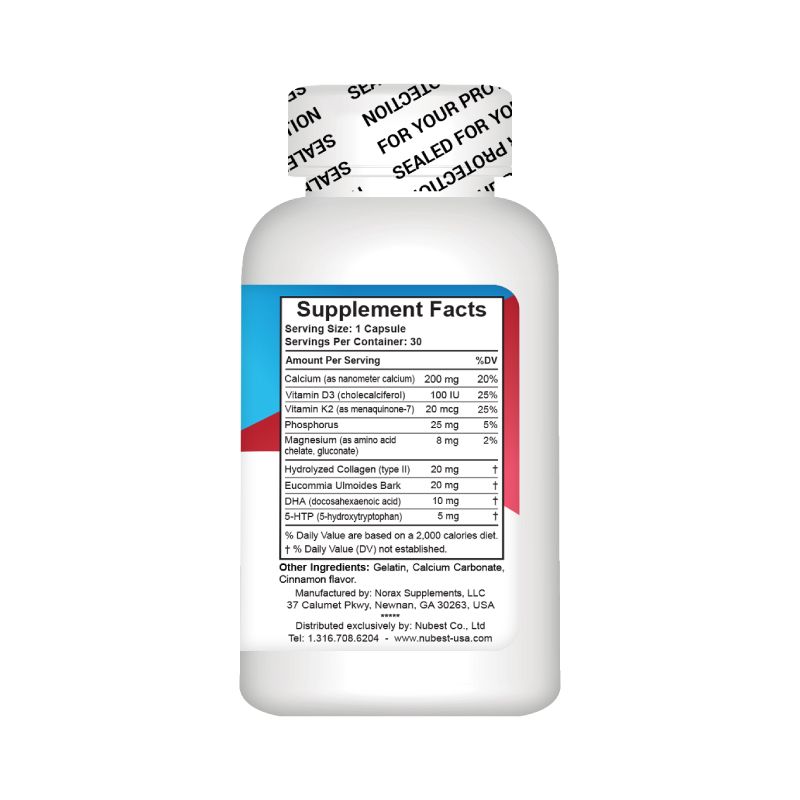 SEA
NOITCETION
FOR YOUR PRO
SEALED FOR YO
PROTECTION
SEALE
Supplement Facts
Serving Size: 1 Capsule
Servings Per Container: 30
Amount Per Serving %DV
Calcium (as nanometer calcium) 200 mg 20%
Vitamin D3 (cholecalciferol) 100 IU 25%
Vitamin K2 (as menaquinone-7) 20 mcg 25%
Phosphorus 25 mg 5%
Magnesium (as amino acid 8 mg 2%
chelate, gluconate)
Hydrolyzed Collagen (type II) 20 mg †
Eucommia Ulmoides Bark 20 mg †
DHA (docosahexaenoic acid) 10 mg †
5-HTP (5-hydroxytryptophan) 5 mg †
% Daily Value are based on a 2,000 calories diet.
† % Daily Value (DV) not established.
Other Ingredients: Gelatin, Calcium Carbonate,
Cinnamon flavor.
Manufactured by: Norax Supplements, LLC
37 Calumet Pkwy, Newnan, GA 30263, USA
*****
Distributed exclusively by: Nubest Co., Ltd
Tel: 1.316.708.6204 - www.nubest-usa.com